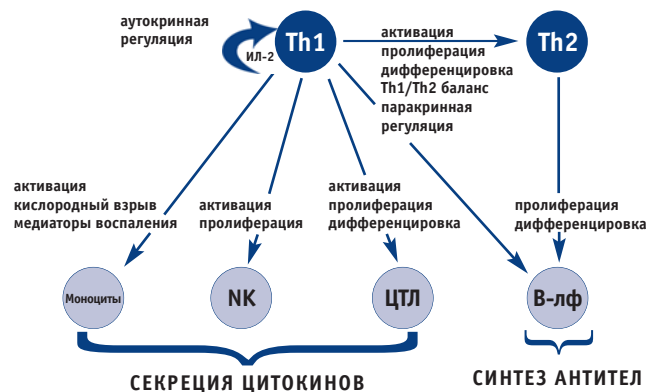 аутокринная
регуляция
ИЛ-2
Th1
активация
пролиферация
дифференцировка
Th1/Th2 баланс
паракринная
регуляция
Th2
активация
кислородный взрыв
медиаторы воспаления
активация
пролиферация
активация
пролиферация
дифференцировка
пролиферация
дифференцировка
Моноциты
NK
ЦТЛ
В-лф
СЕКРЕЦИЯ ЦИТОКИНОВ
СИНТЕЗ АНТИТЕЛ